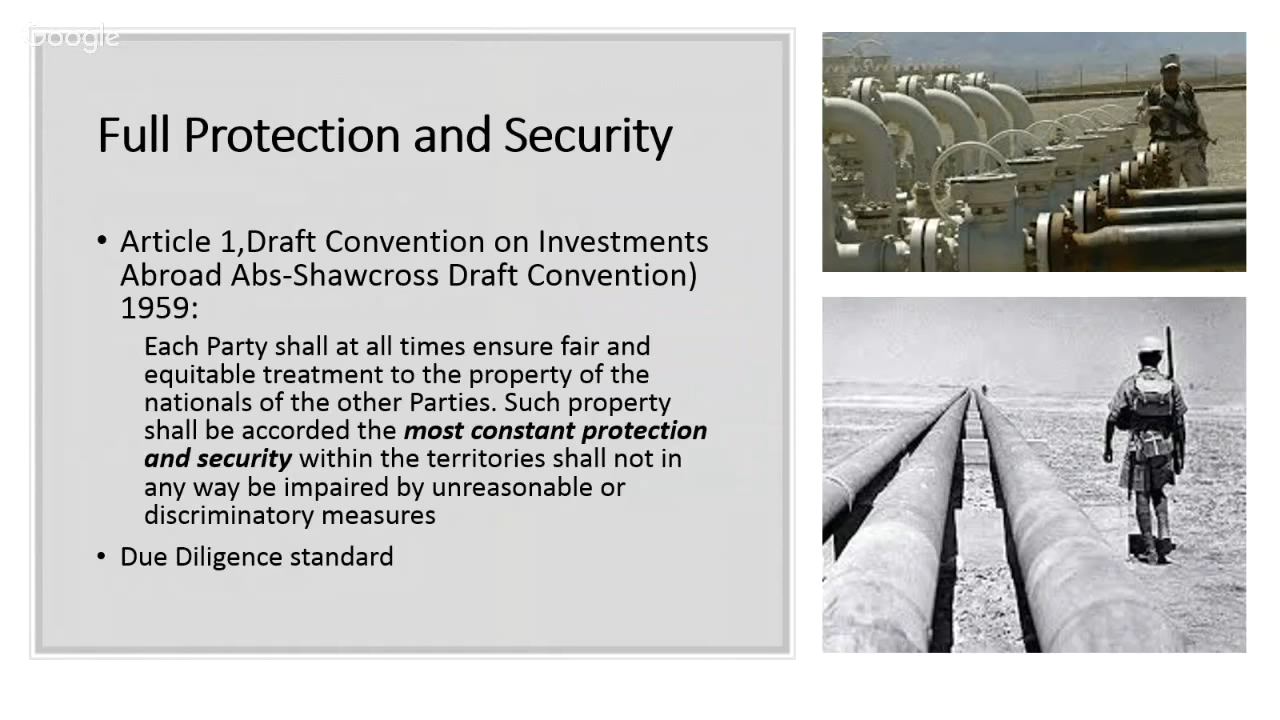 Google
Full Protection and Security
• Article 1,Draft Convention on Investments
Abroad Abs-Shawcross Draft Convention)
1959:
Each Party shall at all times ensure fair and
equitable treatment to the property of the
nationals of the other Parties. Such property
shall be accorded the most constant protection
and security within the territories shall not in
any way be impaired by unreasonable or
discriminatory measures
• Due Diligence standard